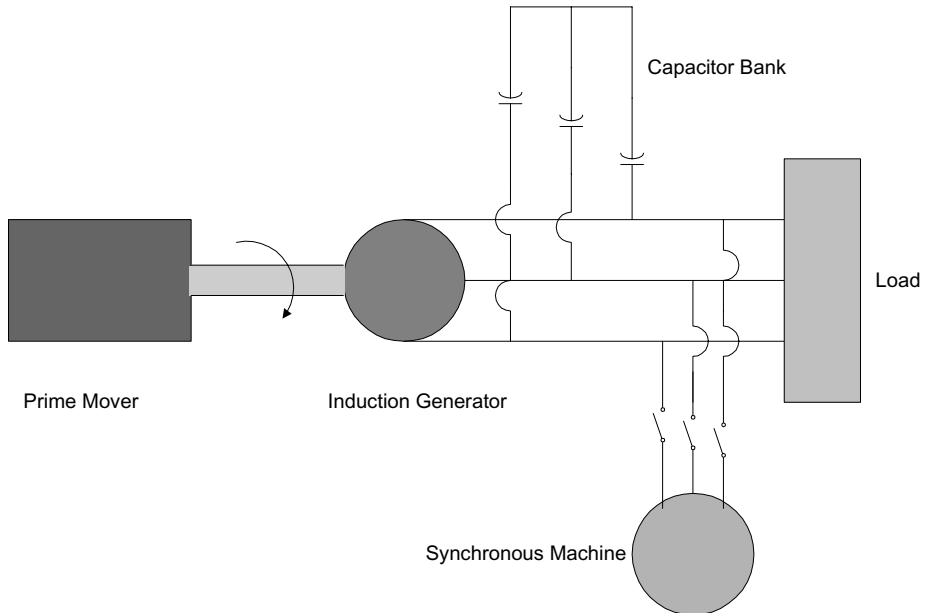 Capacitor Bank
Load
Prime Mover
Induction Generator
Synchronous Machine